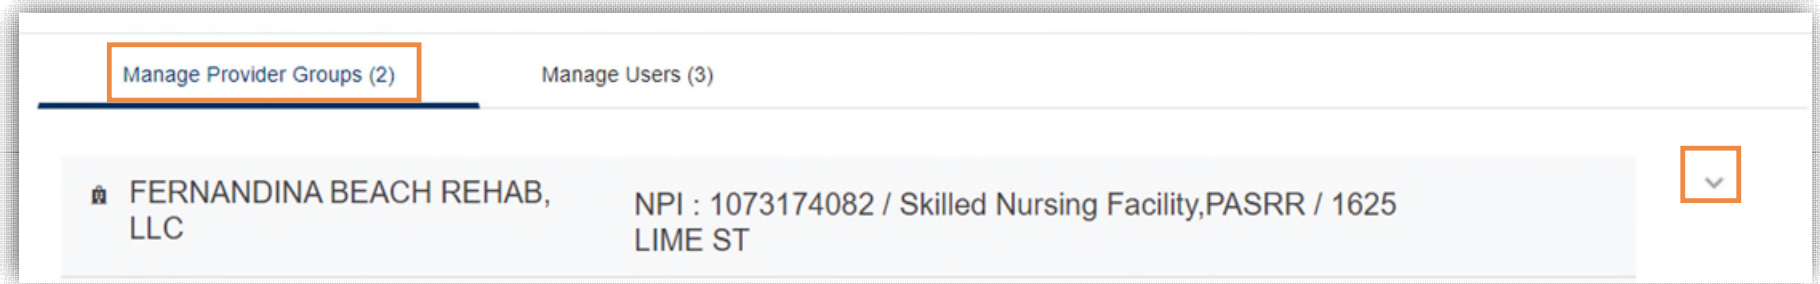 Manage Provider Groups (2)
Manage Users (3)
FERNANDINA BEACH REHAB,
LLC
NPI : 1073174082 / Skilled Nursing Facility,PASRR / 1625
LIME ST